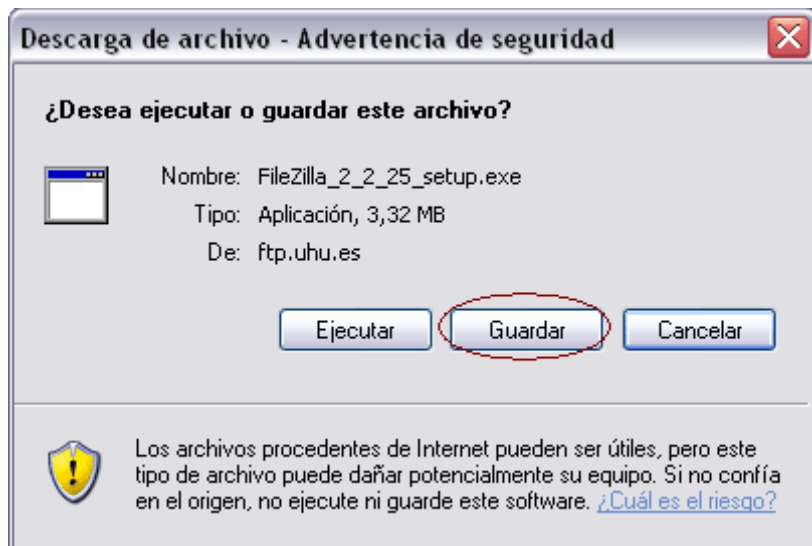 Descarga de archivo - Advertencia de seguridad
¿Desea ejecutar o guardar este archivo?
Nombre: FileZilla_2_2_25_setup.exe
Tipo: Aplicación, 3,32 MB
De: ftp.uhu.es
Ejecutar Guardar Cancelar
Los archivos procedentes de Internet pueden ser útiles, pero este
tipo de archivo puede dañar potencialmente su equipo. Si no confía
en el origen, no ejecute ni guarde este software. ¿Cuál es el riesgo?